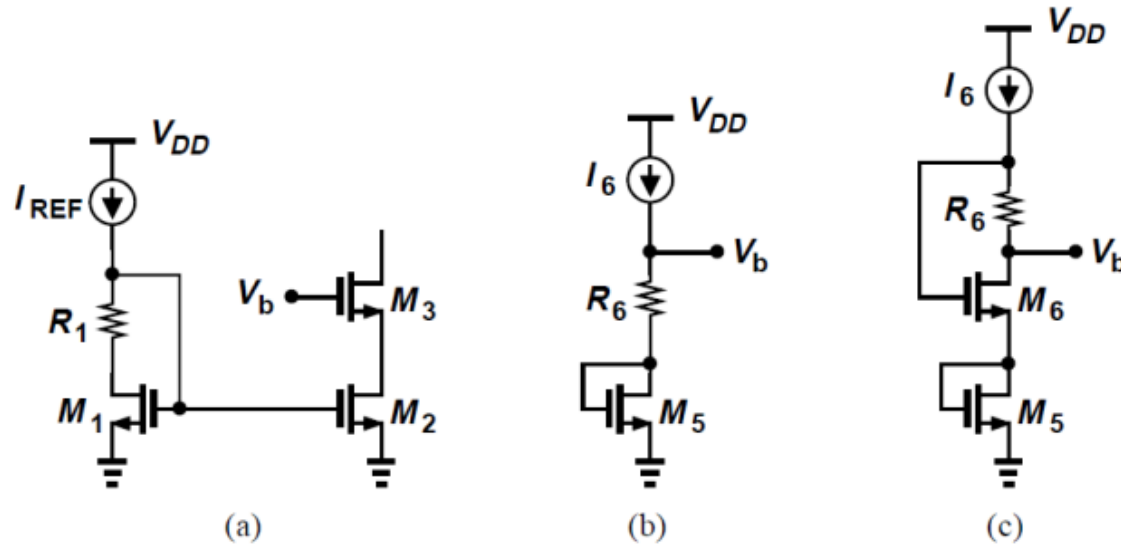 V_DD
I_REF
R_1
M_1
V_b
M_3
M_2
(a)
V_DD
I_6
V_b
R_6
M_5
(b)
V_DD
I_6
R_6
V_b
M_6
M_5
(c)